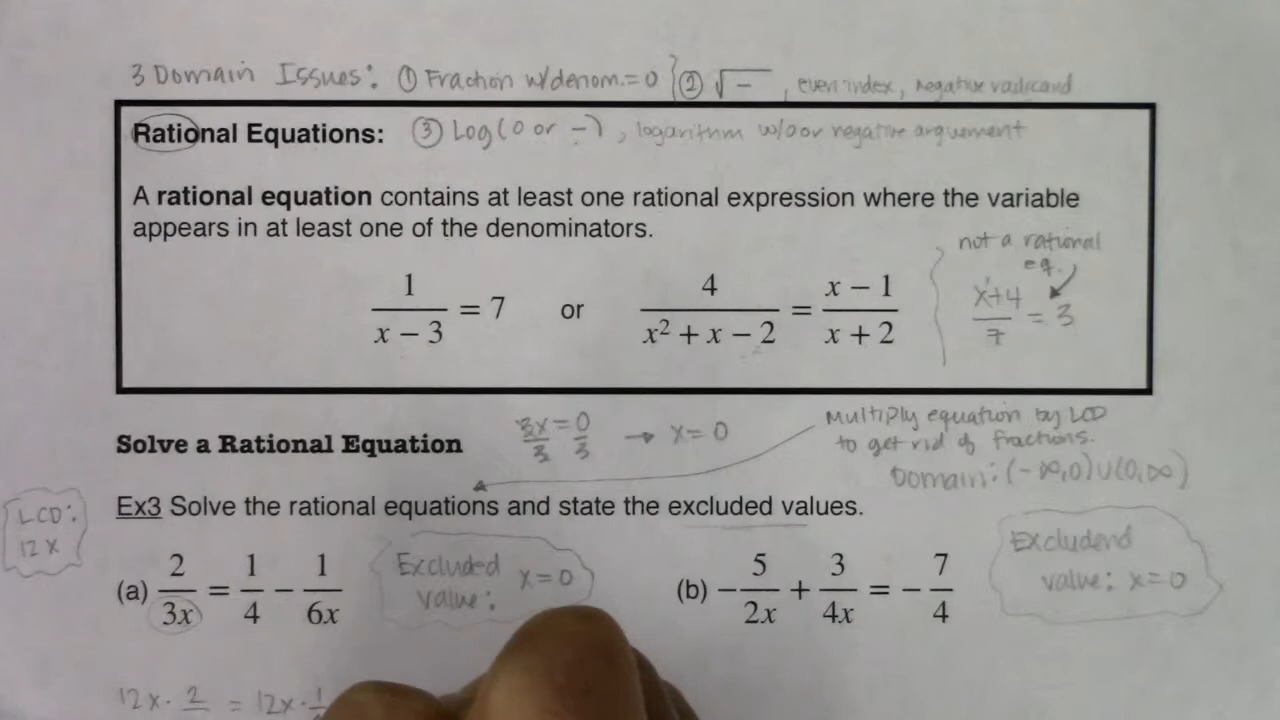 3 Domain Issues: ① Fraction w/denom.=0 ② √− , even index, negative radicand
Rational Equations: ③ Log(0 or −), logarithm w/0 or negative arguement
A rational equation contains at least one rational expression where the variable
appears in at least one of the denominators.
not a rational
eq.
1/(x − 3) = 7 or 4/(x² + x − 2) = (x − 1)/(x + 2)
(x+4)/7 = 3
Multiply equation by LCD
to get rid of fractions.
Solve a Rational Equation 3x/3 = 0/3 → x=0
Domain: (-∞,0)∪(0,∞)
Ex3 Solve the rational equations and state the excluded values.
LCD:
12x
(a) 2/(3x) = 1/4 − 1/(6x)
Excluded
value: x=0
(b) −5/(2x) + 3/(4x) = −7/4
Excludend
value: x=0
12x · 2 = 12x · 1